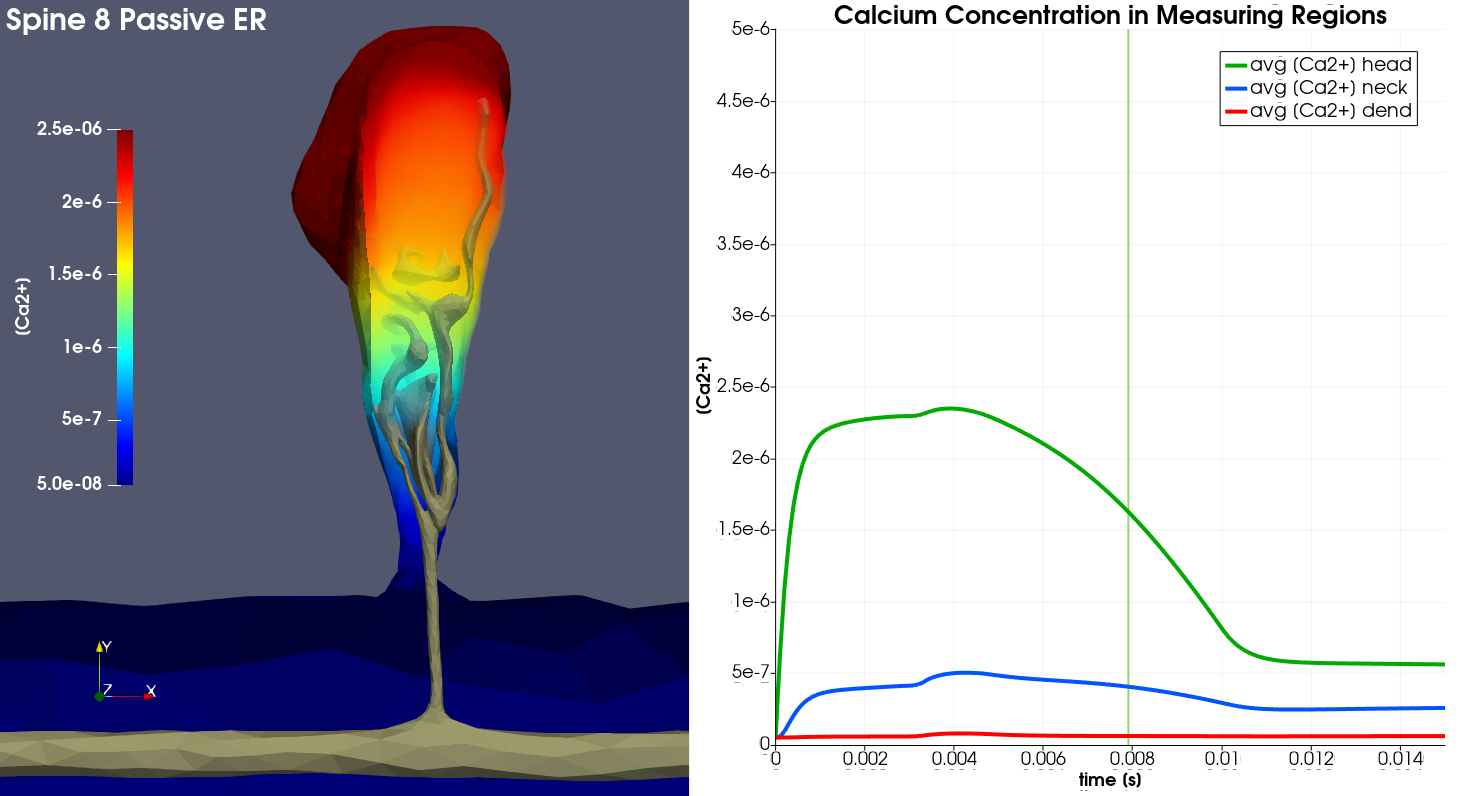 Spine 8 Passive ER
2.5e-06
2e-6
1.5e-6
1e-6
5e-7
5.0e-08
(Ca2+)
Y
Z
X
Calcium Concentration in Measuring Regions
avg (Ca2+) head
avg (Ca2+) neck
avg (Ca2+) dend
5e-6
4.5e-6
4e-6
3.5e-6
3e-6
2.5e-6
2e-6
1.5e-6
1e-6
5e-7
0
(Ca2+)
0 0.002 0.004 0.006 0.008 0.01 0.012 0.014
time (s)